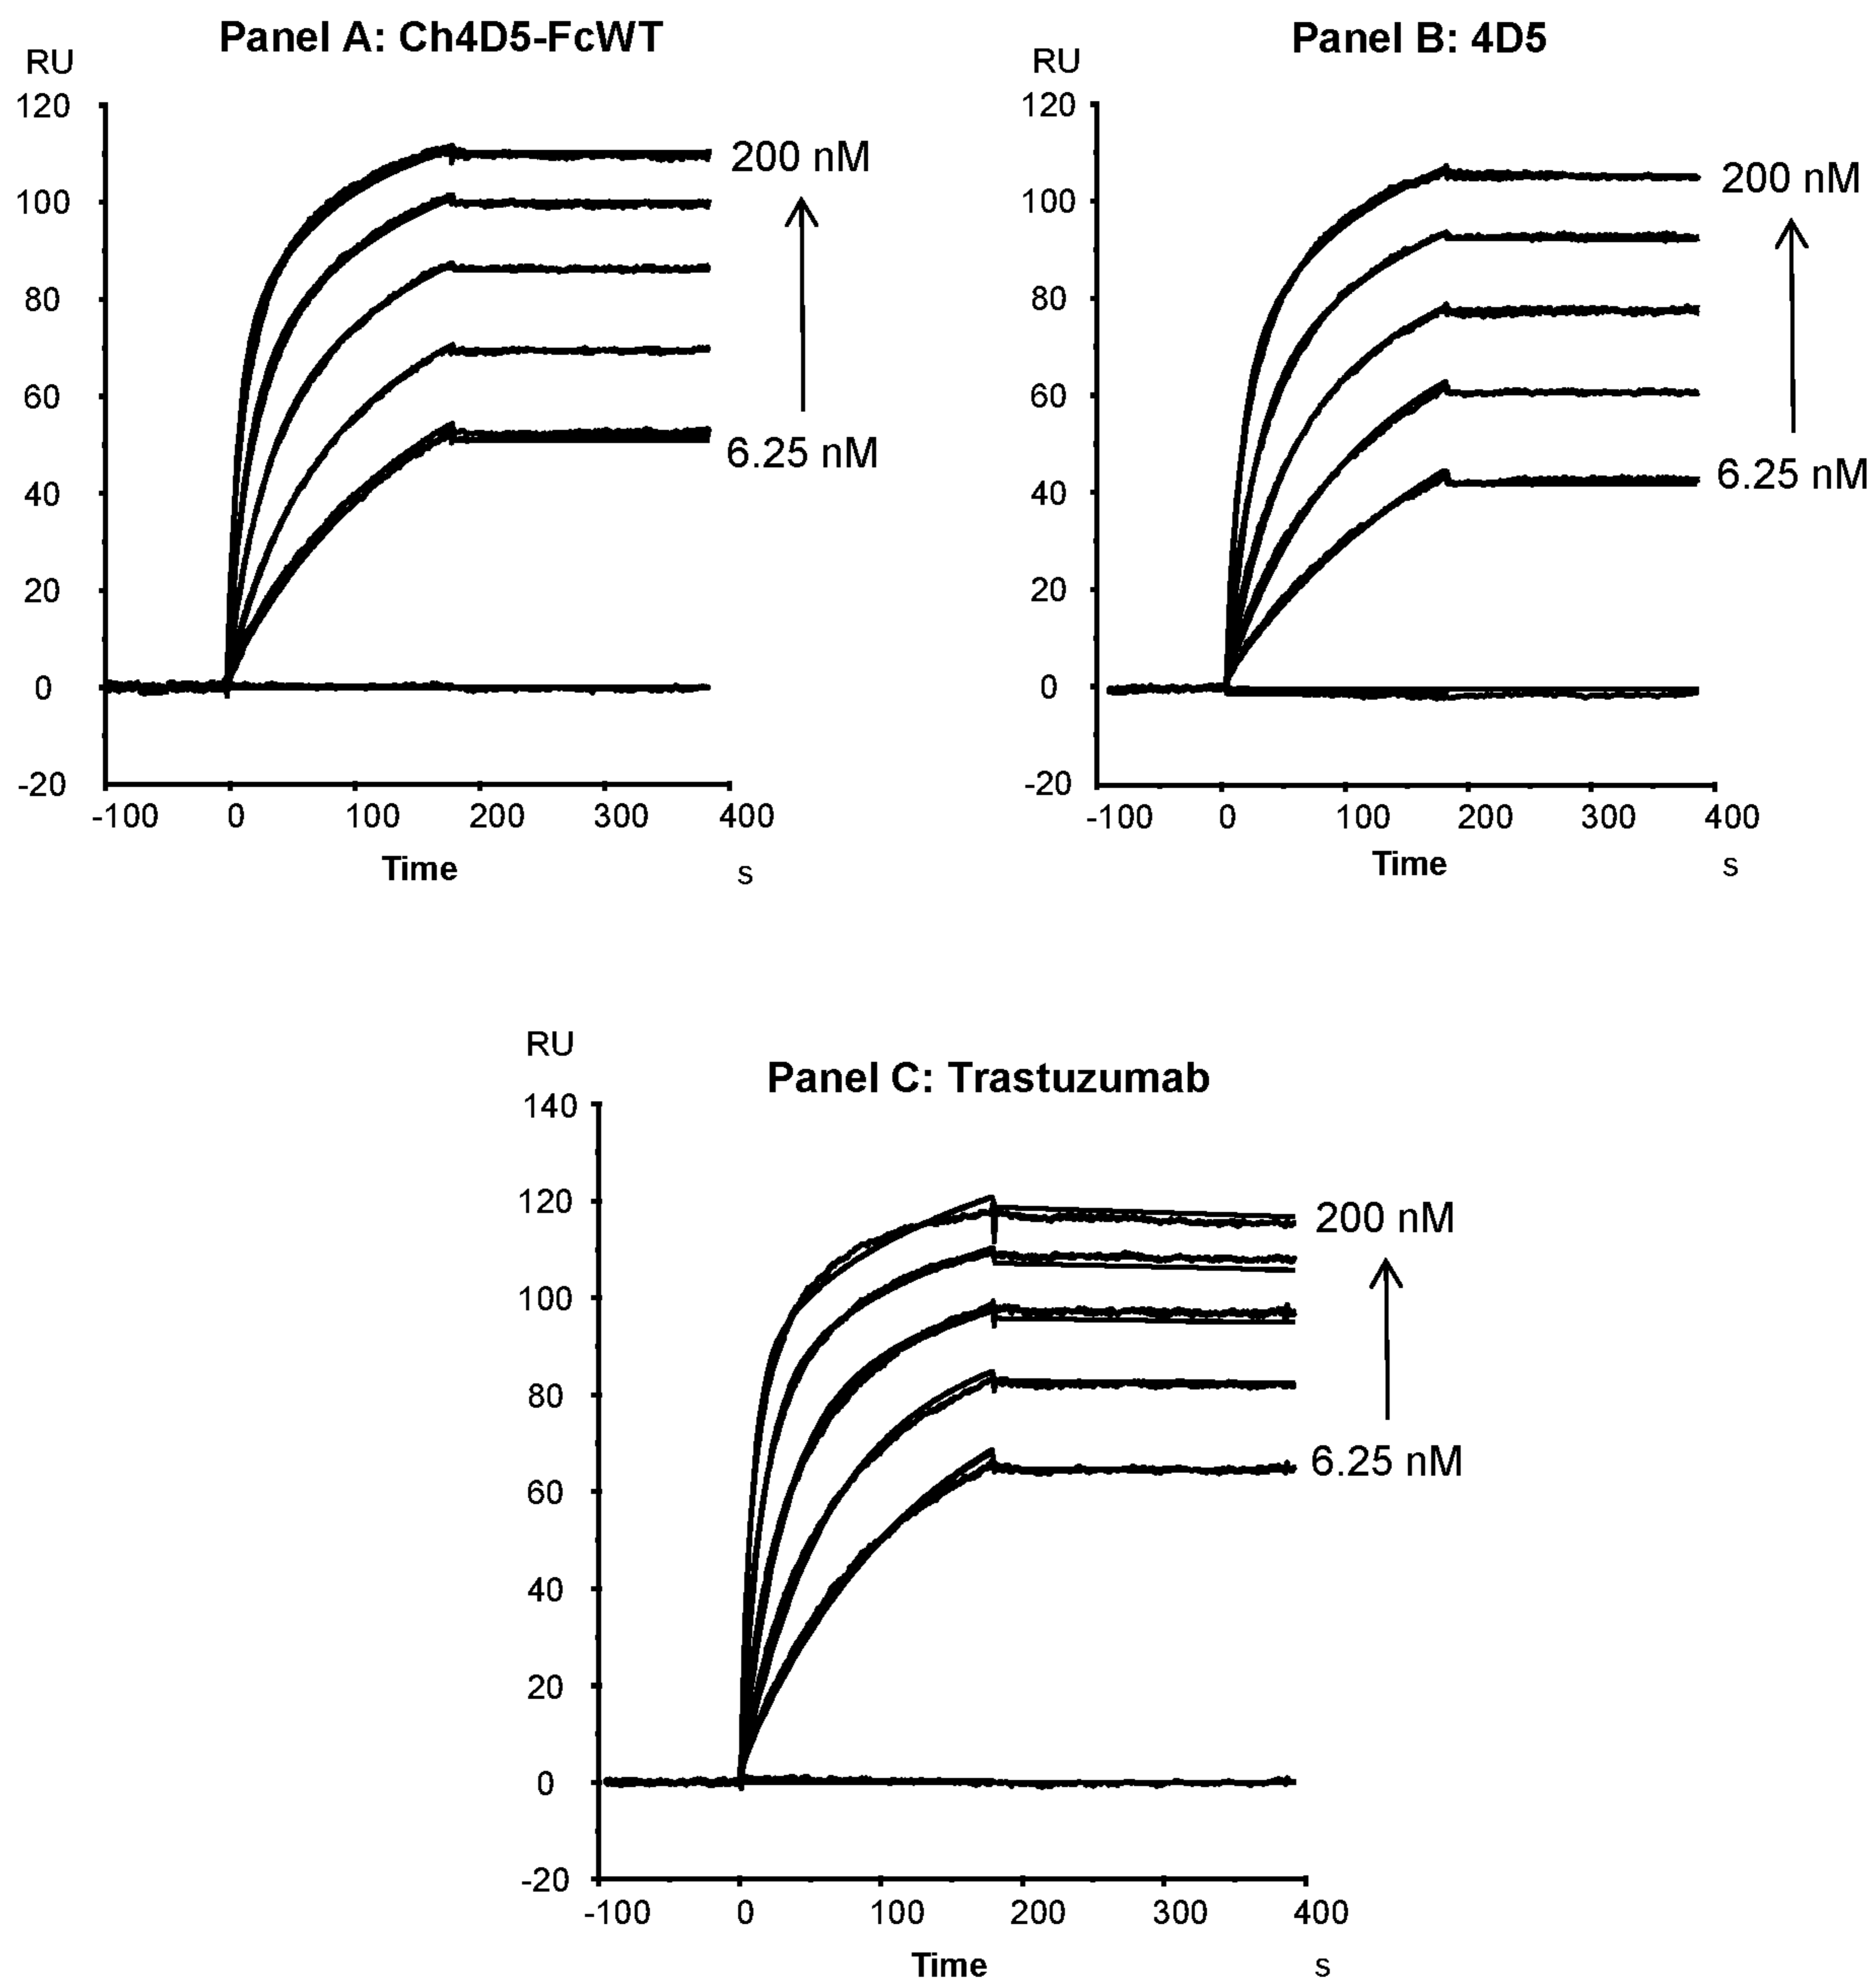 Panel A: Ch4D5-FcWT
RU
120
100
80
60
40
20
0
-20
-100 0 100 200 300 400
Time s
200 nM
6.25 nM
Panel B: 4D5
RU
120
100
80
60
40
20
0
-20
-100 0 100 200 300 400
Time s
200 nM
6.25 nM
Panel C: Trastuzumab
RU
140
120
100
80
60
40
20
0
-20
-100 0 100 200 300 400
Time s
200 nM
6.25 nM